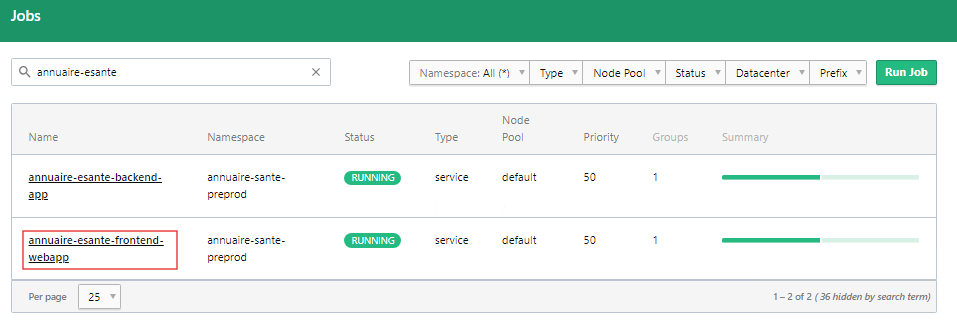 Jobs
annuaire-esante
Namespace: All (*) Type Node Pool Status Datacenter Prefix Run Job
Name Namespace Status Type Node Pool Priority Groups Summary
annuaire-esante-backend-
app
annuaire-sante-
preprod
RUNNING service default 50 1
annuaire-esante-frontend-
webapp
annuaire-sante-
preprod
RUNNING service default 50 1
Per page 25 1 – 2 of 2 ( 36 hidden by search term)